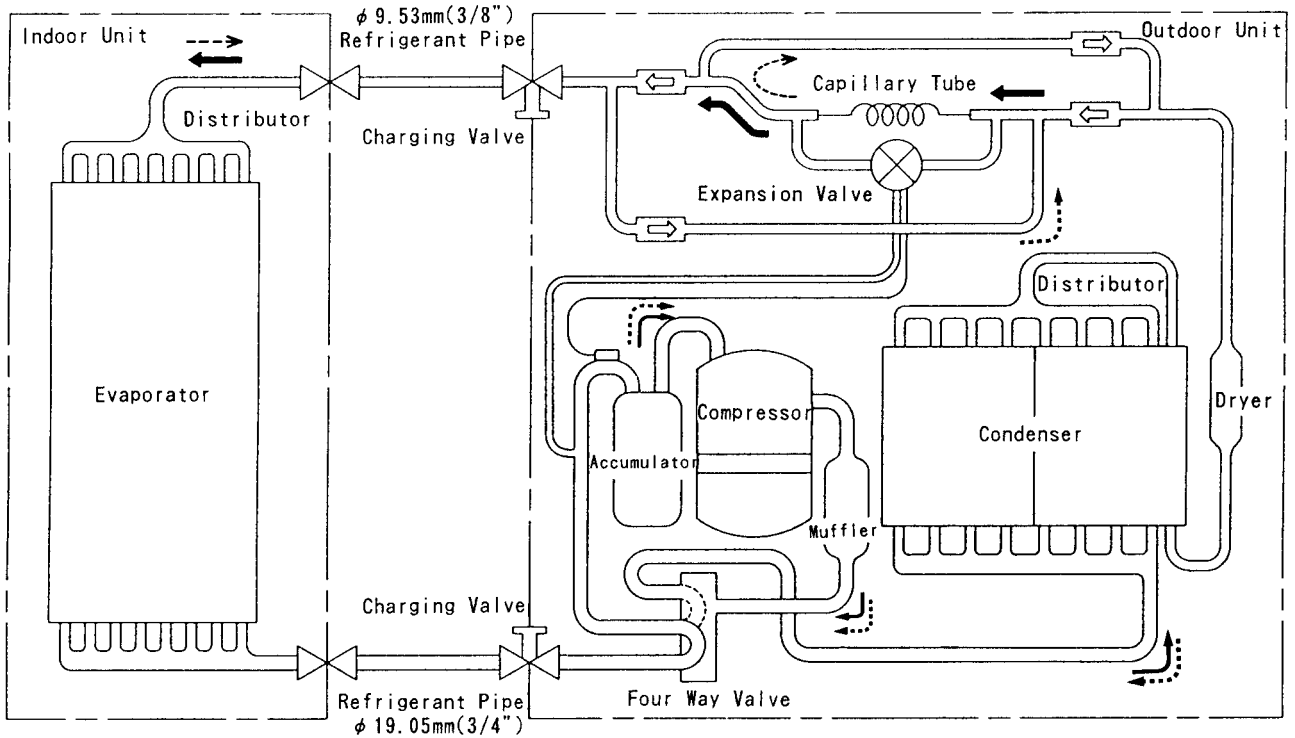 φ 9.53mm(3/8")
Refrigerant Pipe
Indoor Unit
Outdoor Unit
Distributor
Charging Valve
Capillary Tube
Expansion Valve
Distributor
Evaporator
Compressor
Accumulator
Condenser
Dryer
Muffler
Charging Valve
Four Way Valve
Refrigerant Pipe
φ 19.05mm(3/4")